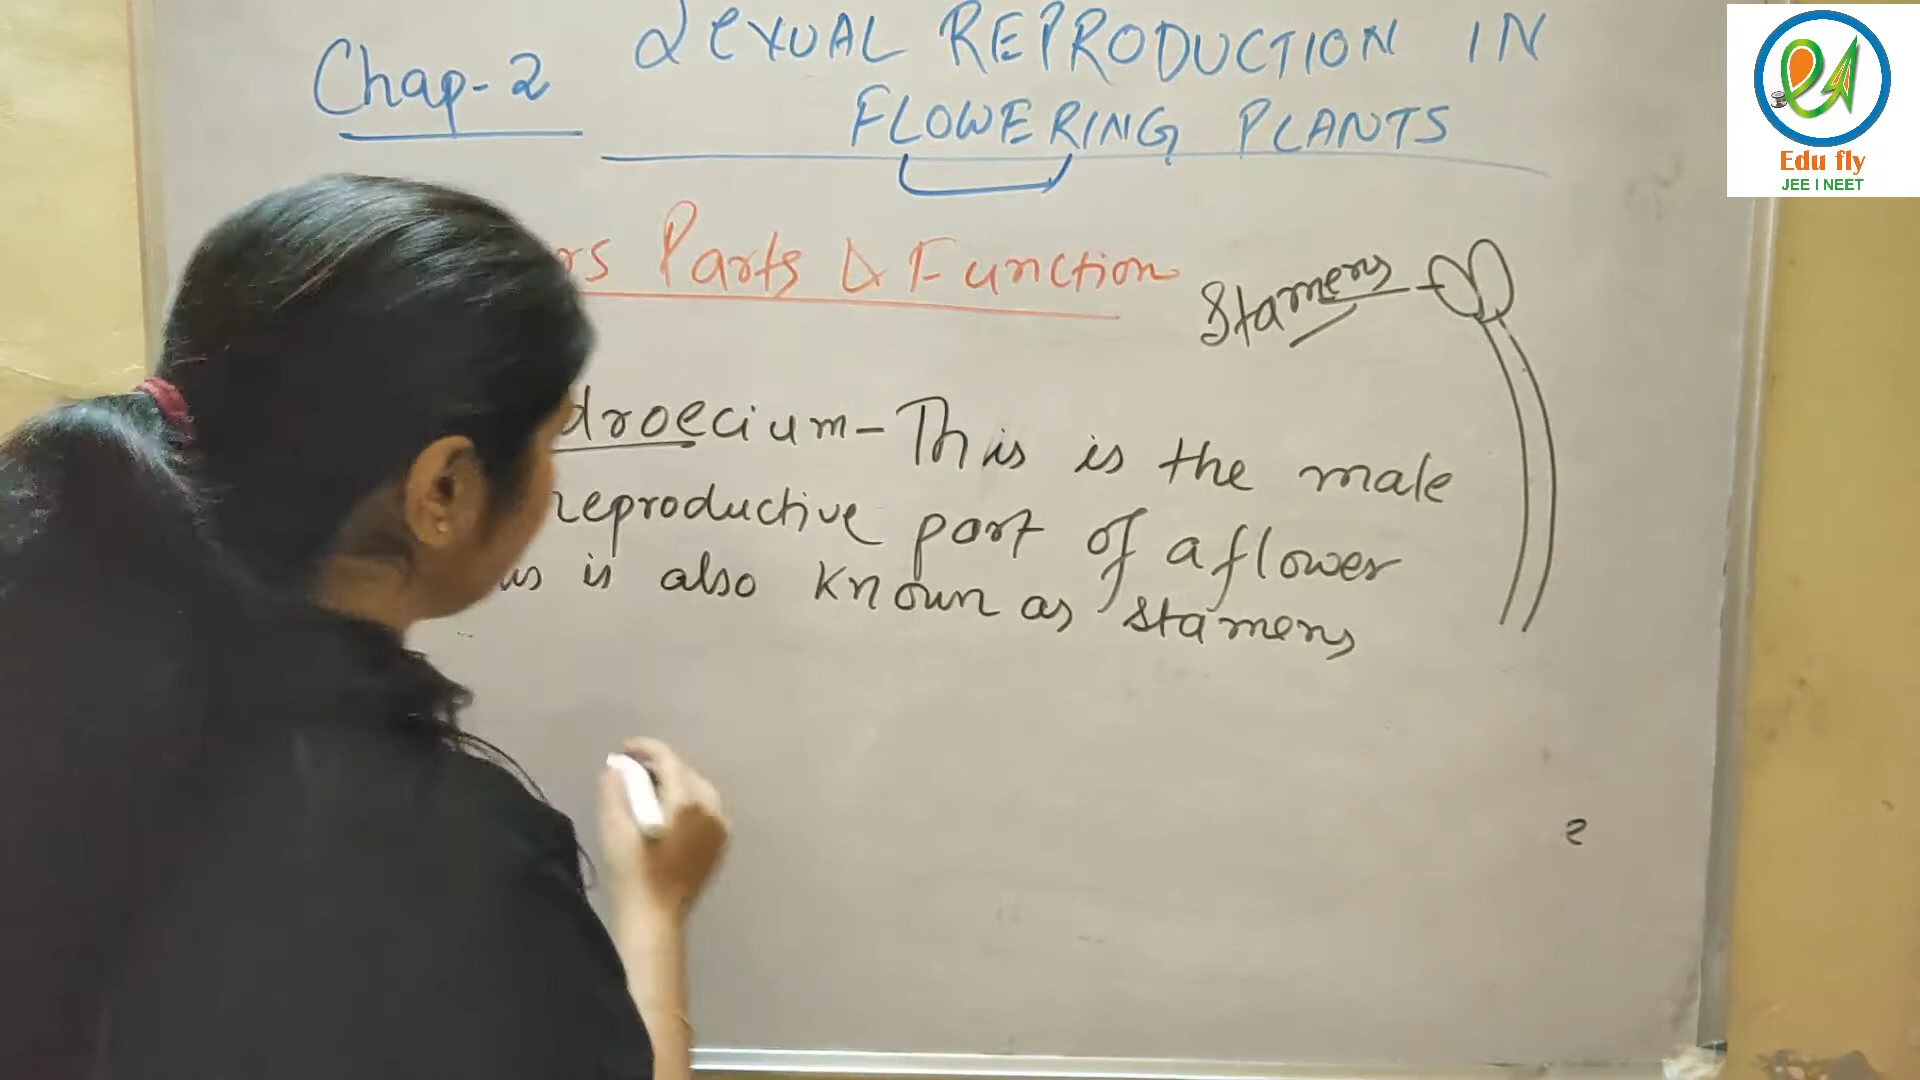 Chap-2
SEXUAL REPRODUCTION IN
FLOWERING PLANTS
Parts & Function
Stamens
droecium - This is the male
reproductive part of a flower
is also known as stamens
2
Edu fly
JEE | NEET